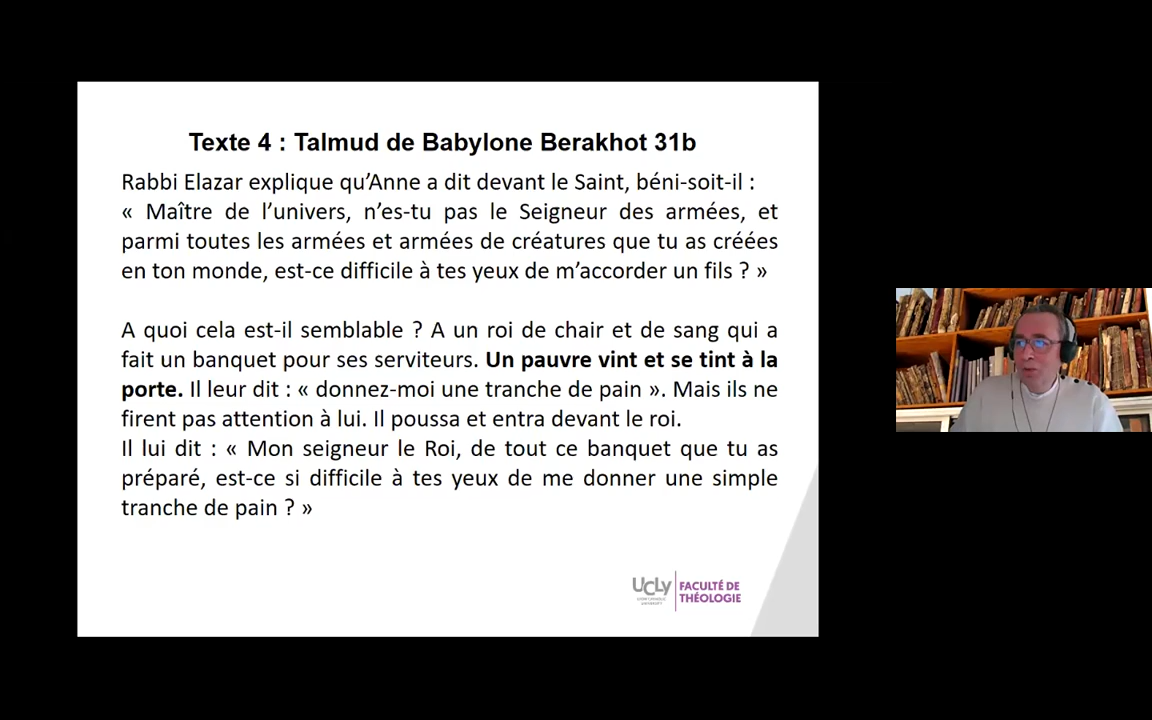 Texte 4 : Talmud de Babylone Berakhot 31b
Rabbi Elazar explique qu’Anne a dit devant le Saint, béni-soit-il :
« Maître de l’univers, n’es-tu pas le Seigneur des armées, et
parmi toutes les armées et armées de créatures que tu as créées
en ton monde, est-ce difficile à tes yeux de m’accorder un fils ? »
A quoi cela est-il semblable ? A un roi de chair et de sang qui a
fait un banquet pour ses serviteurs. Un pauvre vint et se tint à la
porte. Il leur dit : « donnez-moi une tranche de pain ». Mais ils ne
firent pas attention à lui. Il poussa et entra devant le roi.
Il lui dit : « Mon seigneur le Roi, de tout ce banquet que tu as
préparé, est-ce si difficile à tes yeux de me donner une simple
tranche de pain ? »
UCLy
LYON CATHOLIC
UNIVERSITY
FACULTÉ DE
THÉOLOGIE